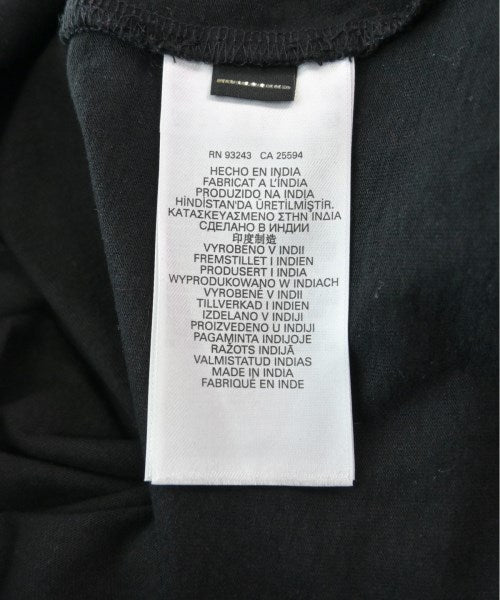 RN 93243 CA 25594
HECHO EN INDIA
FABRICAT A L'ÍNDIA
PRODUZIDO NA INDIA
HİNDİSTAN'DA ÜRETİLMİŞTİR.
ΚΑΤΑΣΚΕΥΑΣΜΕΝΟ ΣΤΗΝ ΙΝΔΙΑ
СДЕЛАНО В ИНДИИ
印度制造
VYROBENO V INDII
FREMSTILLET I INDIEN
PRODUSERT I INDIA
WYPRODUKOWANO W INDIACH
VYROBENÉ V INDII
TILLVERKAD I INDIEN
IZDELANO V INDIJI
PROIZVEDENO U INDIJI
PAGAMINTA INDIJOJE
RAŽOTS INDIJĀ
VALMISTATUD INDIAS
MADE IN INDIA
FABRIQUÉ EN INDE